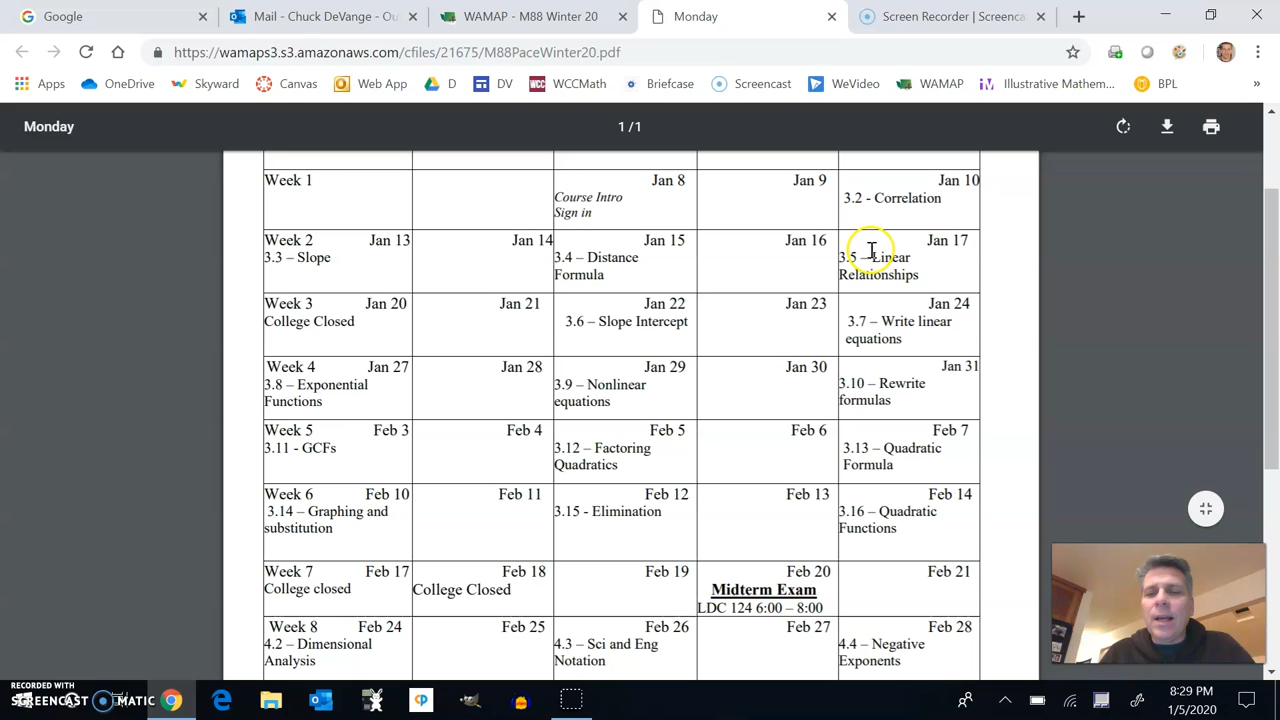 Google
Mail - Chuck DeVange - Ou
WAMAP - M88 Winter 20
Monday
Screen Recorder | Screenca
https://wamaps3.s3.amazonaws.com/cfiles/21675/M88PaceWinter20.pdf
Apps
OneDrive
Skyward
Canvas
Web App
D
DV
WCCMath
Briefcase
Screencast
WeVideo
WAMAP
Illustrative Mathem...
BPL
»
Monday
1 / 1
Week 1
Jan 8
Course Intro
Sign in
Jan 9
Jan 10
3.2 - Correlation
Week 2 Jan 13
3.3 – Slope
Jan 14
Jan 15
3.4 – Distance
Formula
Jan 16
Jan 17
3.5 – Linear
Relationships
Week 3 Jan 20
College Closed
Jan 21
Jan 22
3.6 – Slope Intercept
Jan 23
Jan 24
3.7 – Write linear
equations
Week 4 Jan 27
3.8 – Exponential
Functions
Jan 28
Jan 29
3.9 – Nonlinear
equations
Jan 30
Jan 31
3.10 – Rewrite
formulas
Week 5 Feb 3
3.11 - GCFs
Feb 4
Feb 5
3.12 – Factoring
Quadratics
Feb 6
Feb 7
3.13 – Quadratic
Formula
Week 6 Feb 10
3.14 – Graphing and
substitution
Feb 11
Feb 12
3.15 - Elimination
Feb 13
Feb 14
3.16 – Quadratic
Functions
Week 7 Feb 17
College closed
Feb 18
College Closed
Feb 19
Feb 20
Midterm Exam
LDC 124 6:00 – 8:00
Feb 21
Week 8 Feb 24
4.2 – Dimensional
Analysis
Feb 25
Feb 26
4.3 – Sci and Eng
Notation
Feb 27
Feb 28
4.4 – Negative
Exponents
RECORDED WITH
SCREENCAST MATIC
8:29 PM
1/5/2020